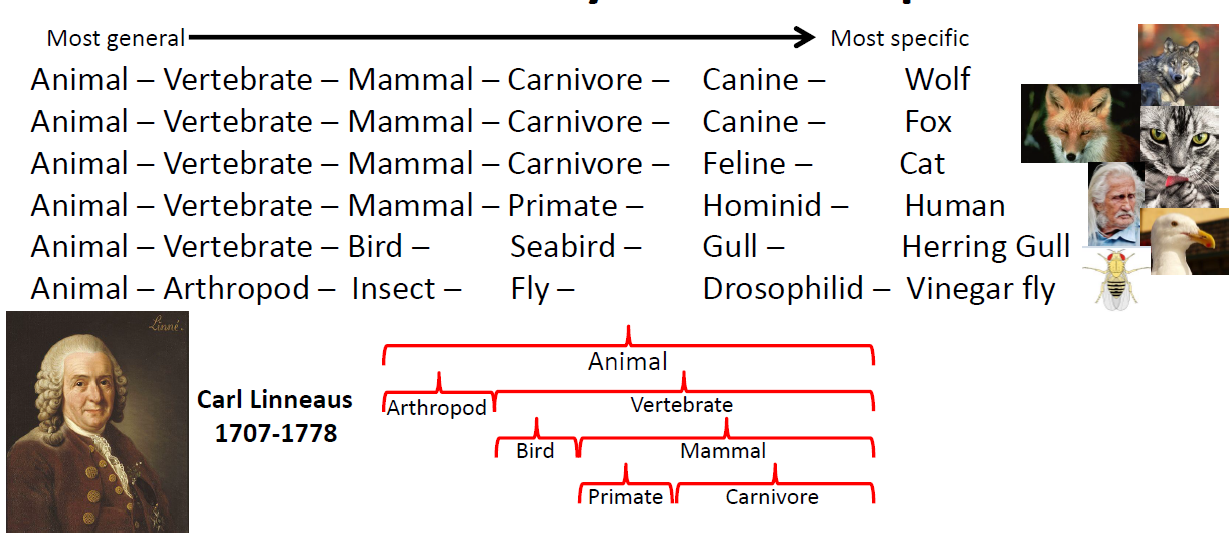 Most general Most specific
Animal – Vertebrate – Mammal – Carnivore – Canine – Wolf
Animal – Vertebrate – Mammal – Carnivore – Canine – Fox
Animal – Vertebrate – Mammal – Carnivore – Feline – Cat
Animal – Vertebrate – Mammal – Primate – Hominid – Human
Animal – Vertebrate – Bird – Seabird – Gull – Herring Gull
Animal – Arthropod – Insect – Fly – Drosophilid – Vinegar fly
Linné.
Carl Linneaus
1707-1778
Animal
Arthropod Vertebrate
Bird Mammal
Primate Carnivore